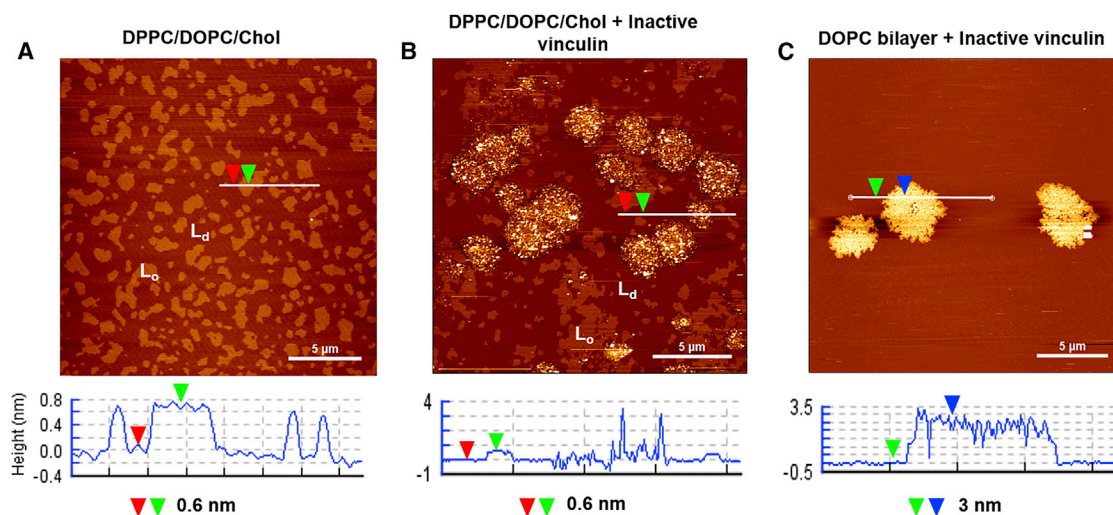 A
DPPC/DOPC/Chol
Ld
Lo
5 µm
Height (nm)
0.8
0.4
0.0
-0.4
0.6 nm
B
DPPC/DOPC/Chol + Inactive
vinculin
Ld
Lo
5 µm
4
-1
0.6 nm
C
DOPC bilayer + Inactive vinculin
5 µm
3.5
-0.5
3 nm